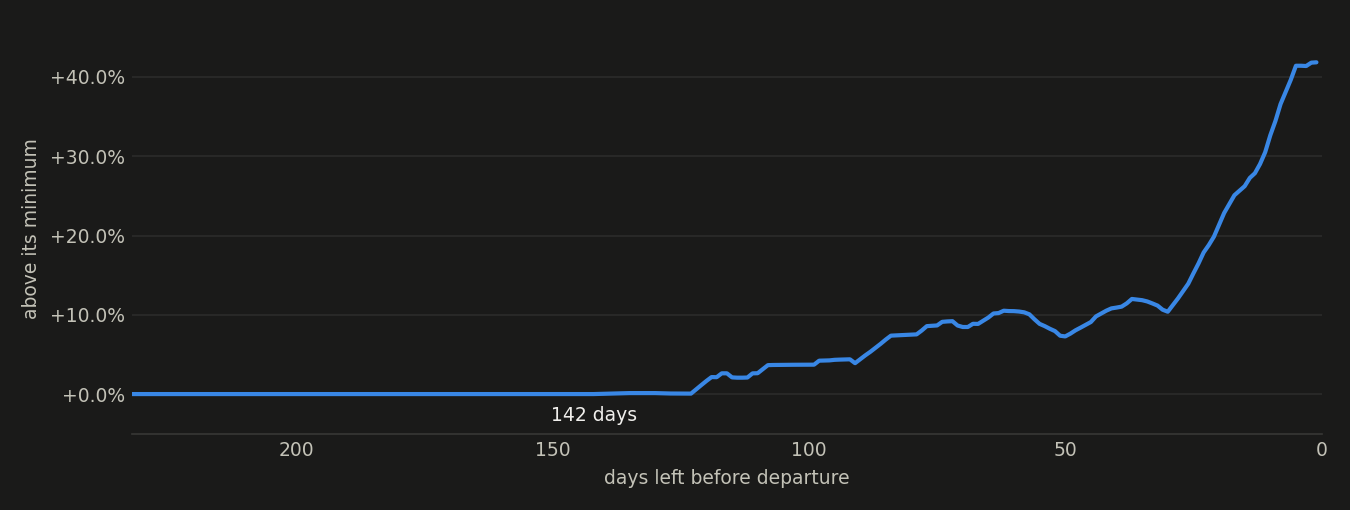 +40.0%
+30.0%
+20.0%
+10.0%
+0.0%
above its minimum
142 days
200 150 100 50 0
days left before departure